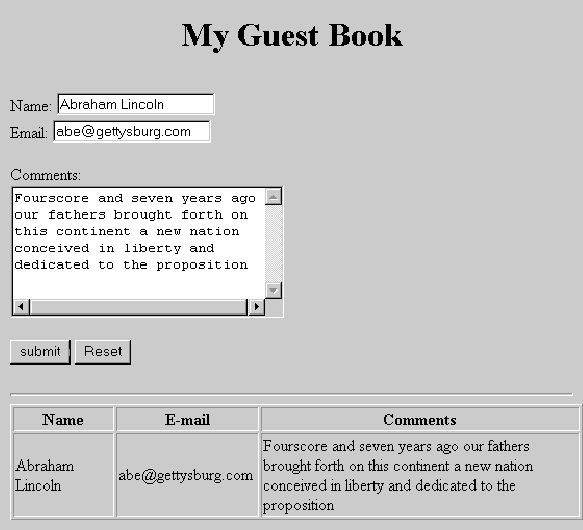 My Guest Book
Name: Abraham Lincoln
Email: abe@gettysburg.com
Comments:
Fourscore and seven years ago
our fathers brought forth on
this continent a new nation
conceived in liberty and
dedicated to the proposition
submit Reset
Name E-mail Comments
Abraham Lincoln abe@gettysburg.com Fourscore and seven years ago our fathers
brought forth on this continent a new nation
conceived in liberty and dedicated to the
proposition